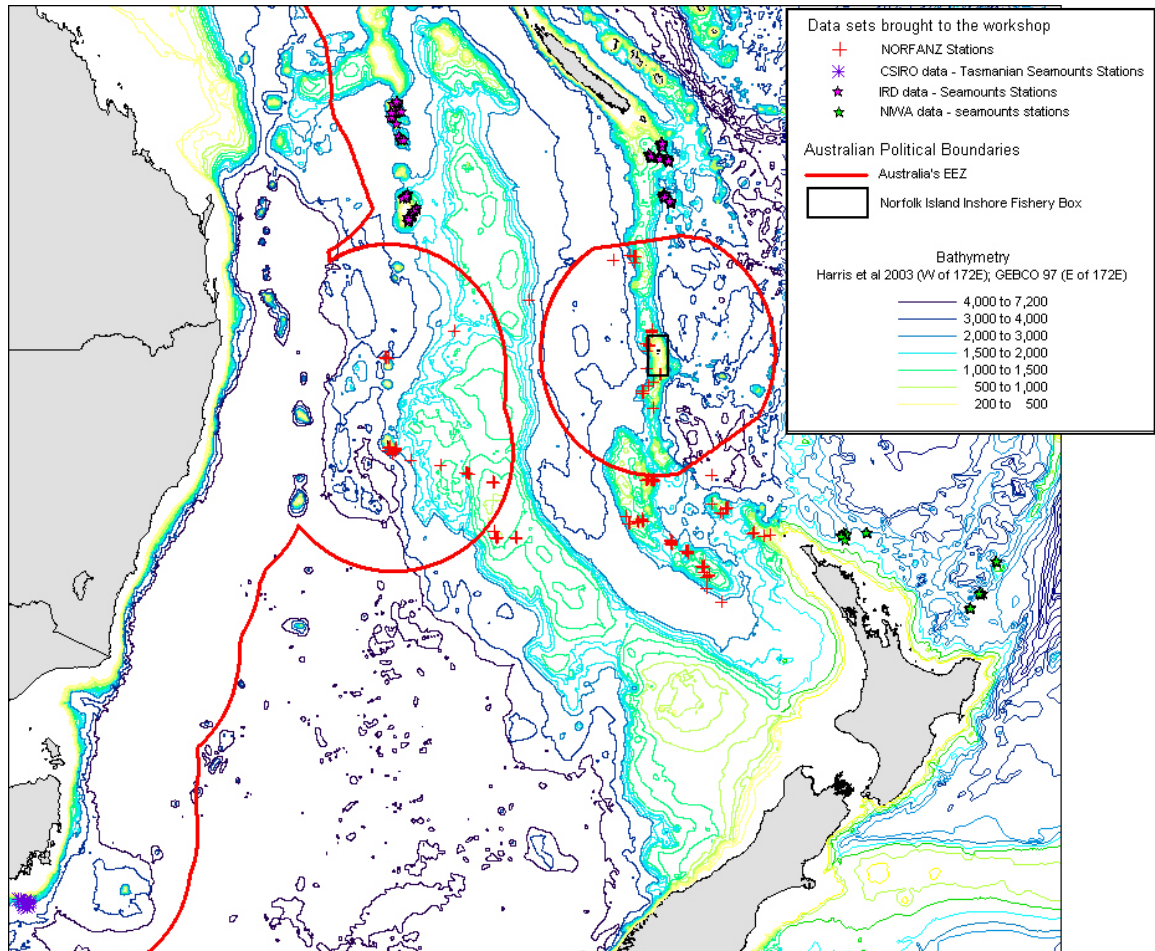 Data sets brought to the workshop
NORFANZ Stations
CSIRO data - Tasmanian Seamounts Stations
IRD data - Seamounts Stations
NIWA data - seamounts stations
Australian Political Boundaries
Australia's EEZ
Norfolk Island Inshore Fishery Box
Bathymetry
Harris et al 2003 (W of 172E); GEBCO 97 (E of 172E)
4,000 to 7,200
3,000 to 4,000
2,000 to 3,000
1,500 to 2,000
1,000 to 1,500
500 to 1,000
200 to 500